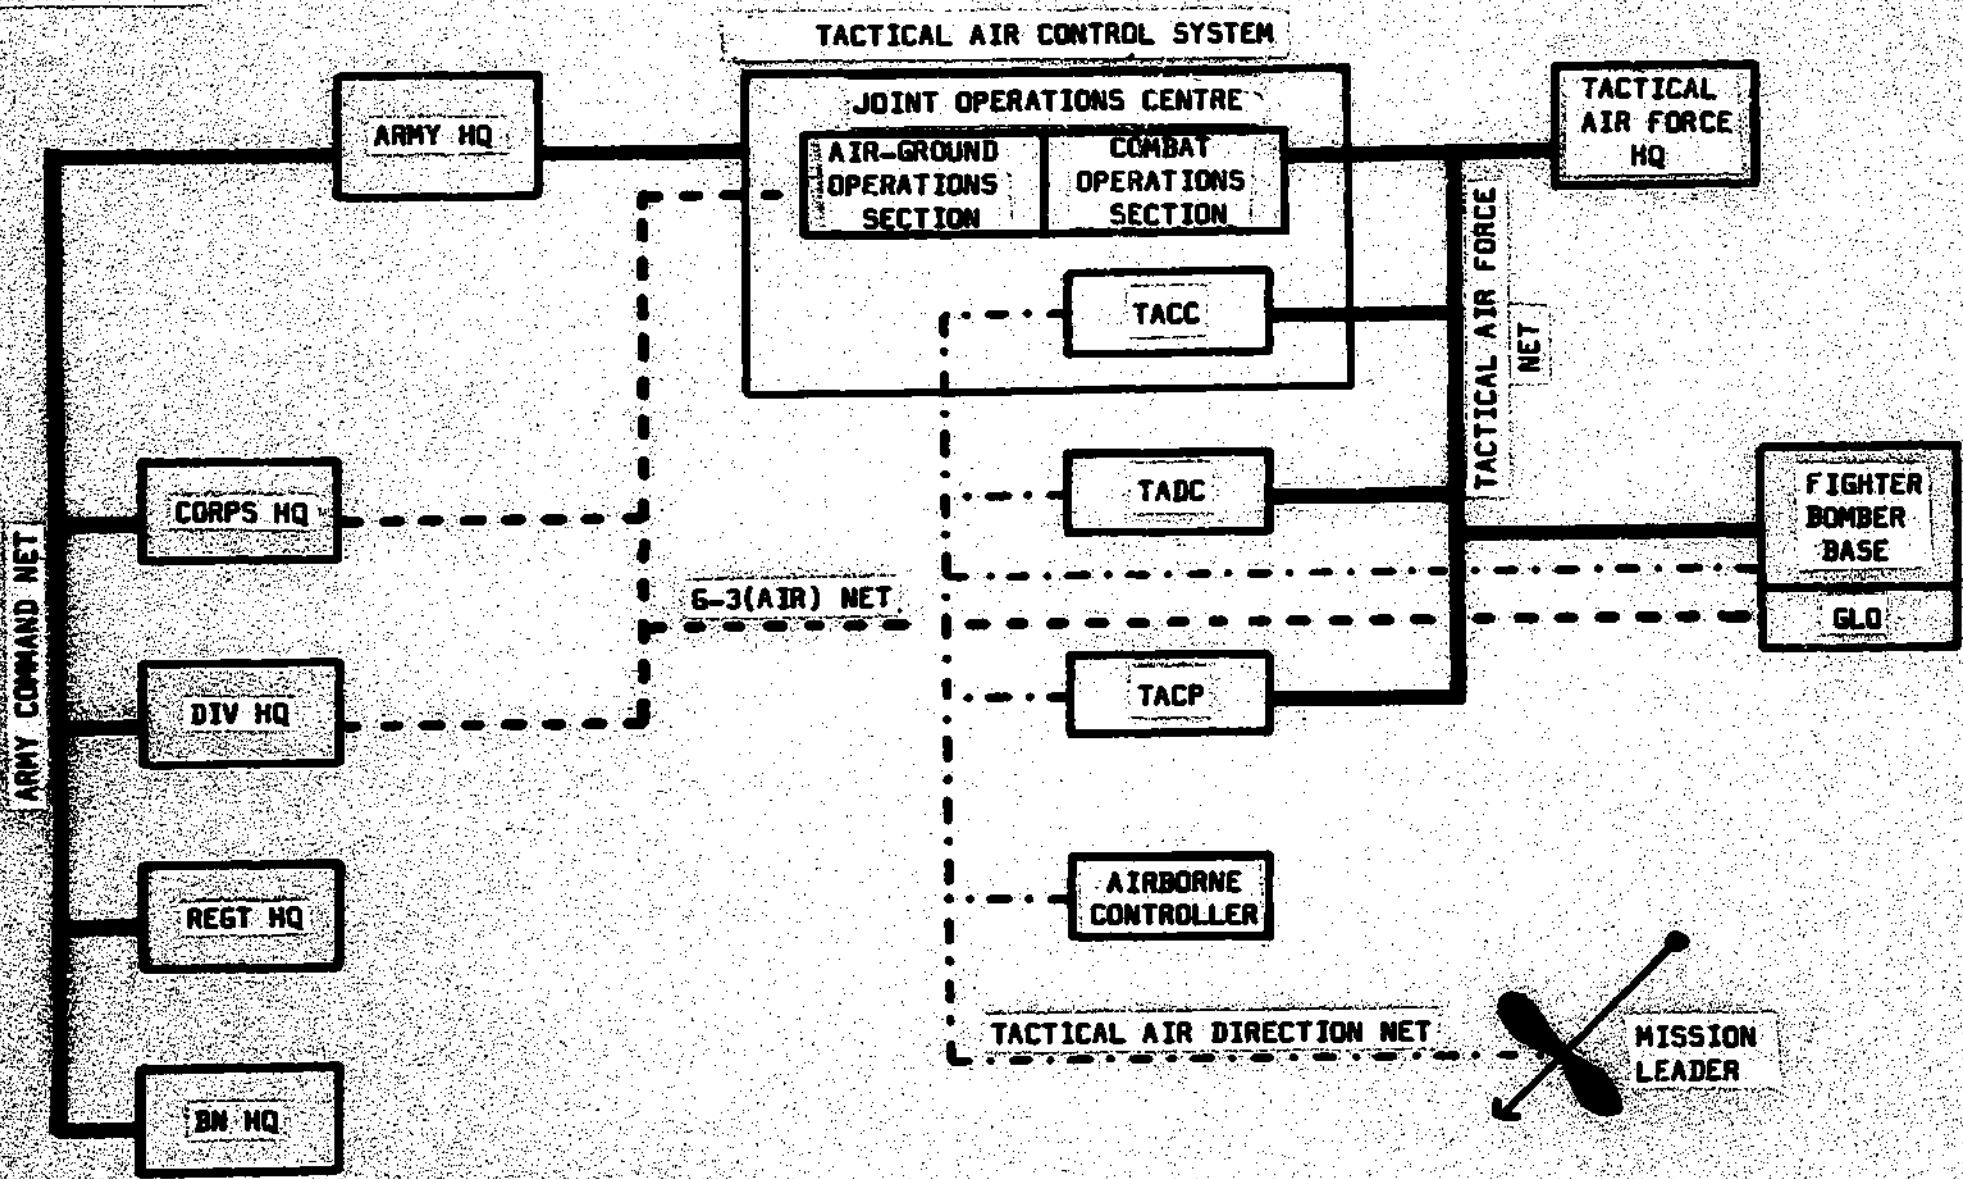 TACTICAL AIR CONTROL SYSTEM
ARMY HQ
JOINT OPERATIONS CENTRE
AIR-GROUND
OPERATIONS
SECTION
COMBAT
OPERATIONS
SECTION
TACTICAL
AIR FORCE
HQ
TACC
TACTICAL AIR FORCE
NET
CORPS HQ
TADC
FIGHTER
BOMBER
BASE
GLO
ARMY COMMAND NET
G-3(AIR) NET
DIV HQ
TACP
REGT HQ
AIRBORNE
CONTROLLER
TACTICAL AIR DIRECTION NET
MISSION
LEADER
BN HQ